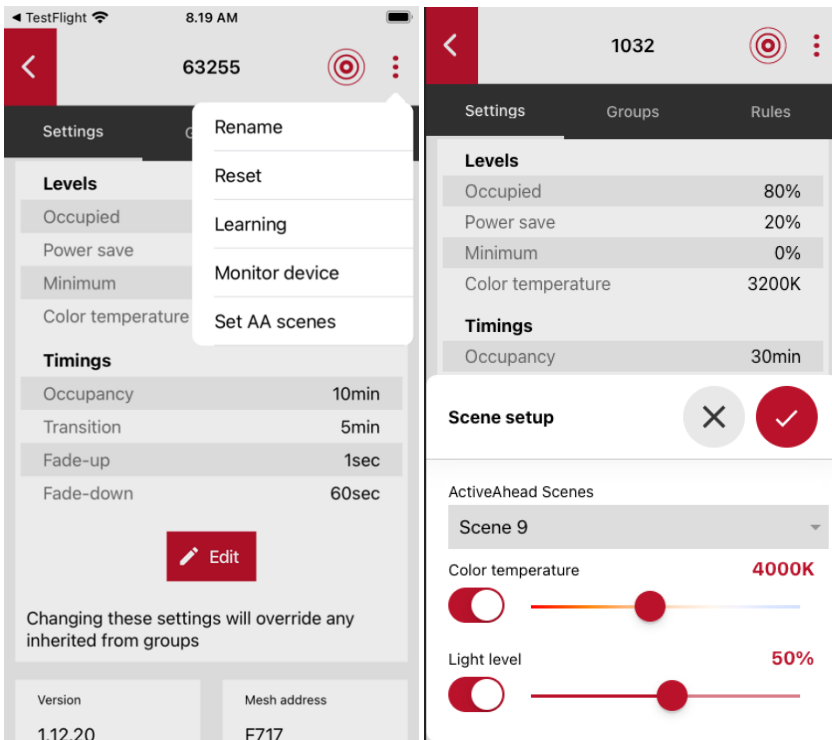 TestFlight 8.19 AM
63255
Settings G
Rename
Reset
Learning
Monitor device
Set AA scenes
Levels
Occupied
Power save
Minimum
Color temperature
Timings
Occupancy 10min
Transition 5min
Fade-up 1sec
Fade-down 60sec
Edit
Changing these settings will override any
inherited from groups
Version Mesh address
1.12.20 F717
1032
Settings Groups Rules
Levels
Occupied 80%
Power save 20%
Minimum 0%
Color temperature 3200K
Timings
Occupancy 30min
Scene setup
ActiveAhead Scenes
Scene 9
Color temperature 4000K
Light level 50%